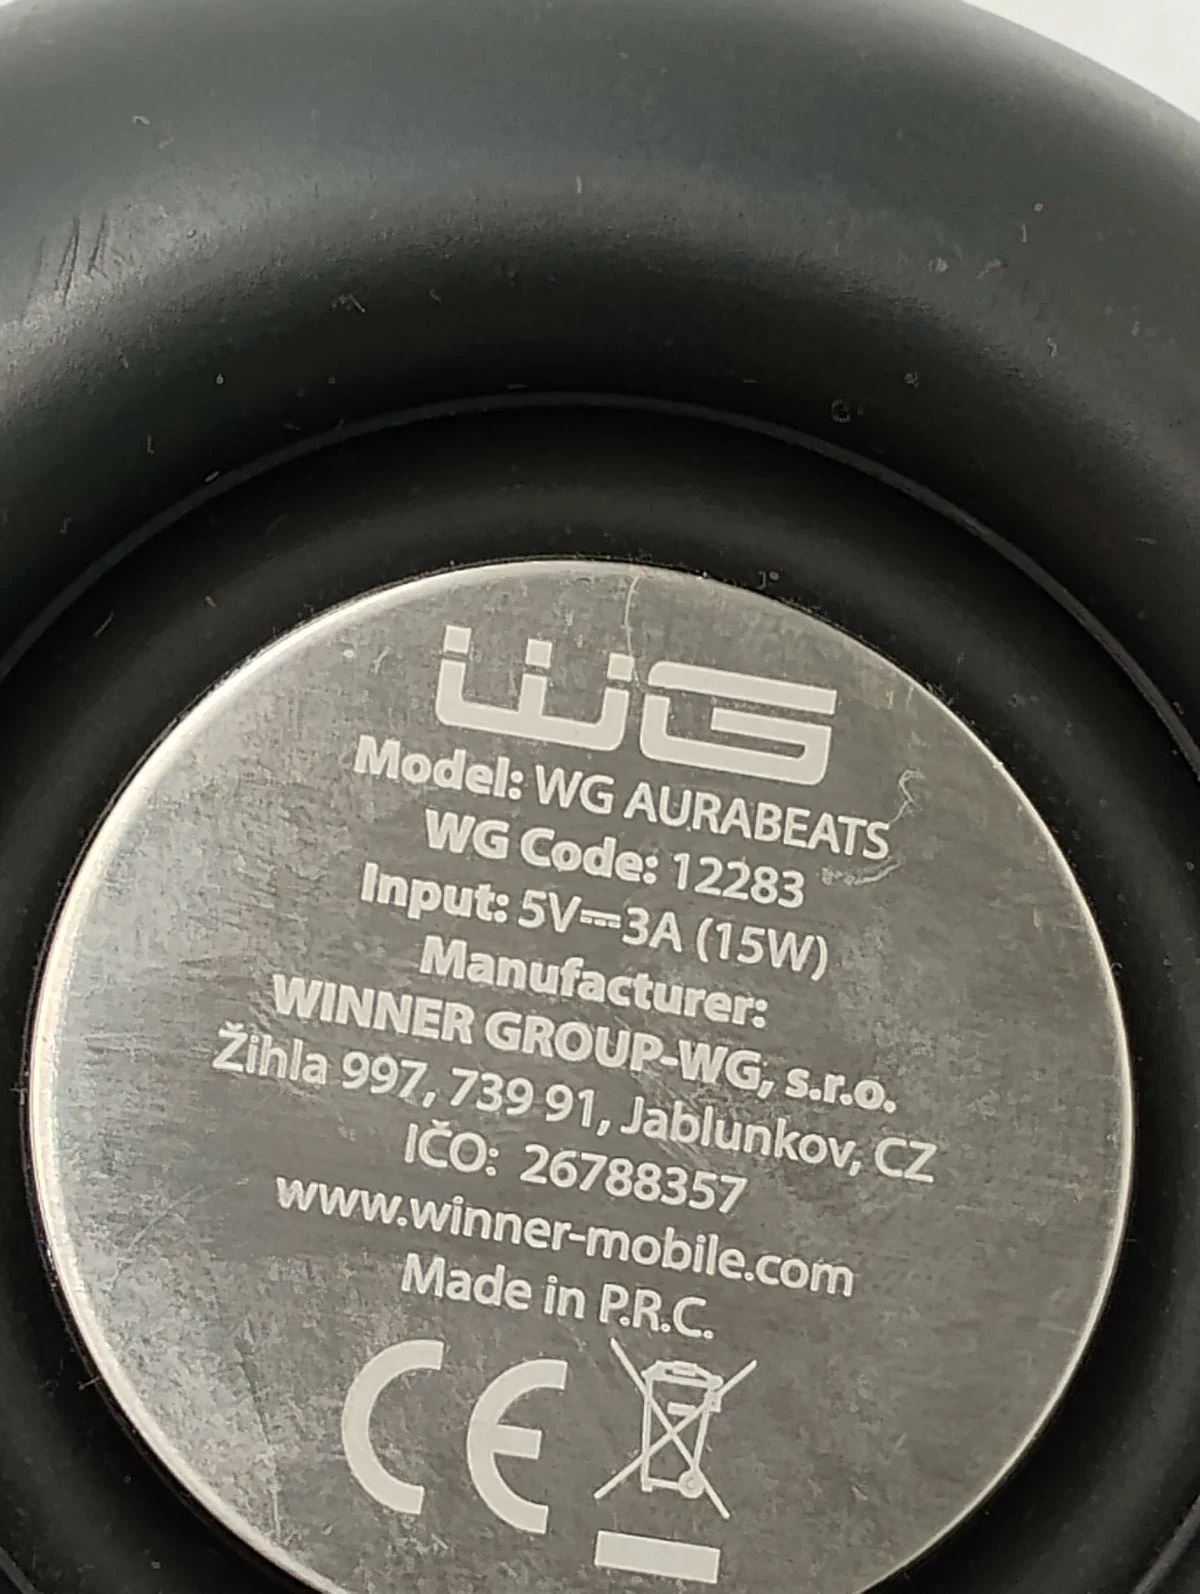 WG
Model: WG AURABEATS
WG Code: 12283
Input: 5V⎓3A (15W)
Manufacturer:
WINNER GROUP-WG, s.r.o.
Žihla 997, 739 91, Jablunkov, CZ
IČO: 26788357
www.winner-mobile.com
Made in P.R.C.
CE